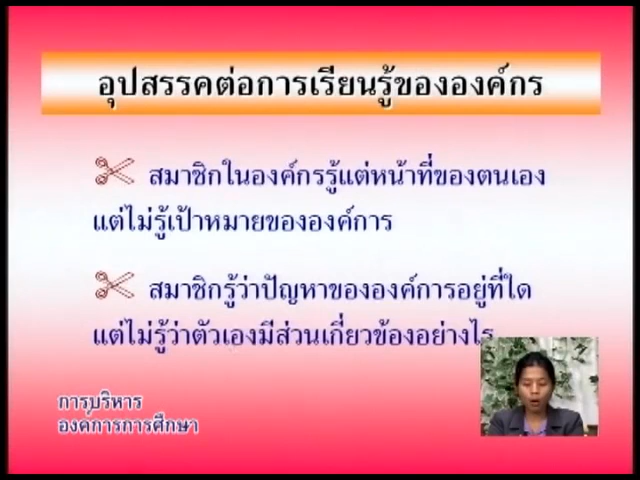 อุปสรรคต่อการเรียนรู้ขององค์กร
สมาชิกในองค์กรรู้แต่หน้าที่ของตนเอง
แต่ไม่รู้เป้าหมายขององค์การ
สมาชิกรู้ว่าปัญหาขององค์การอยู่ที่ใด
แต่ไม่รู้ว่าตัวเองมีส่วนเกี่ยวข้องอย่างไร
การบริหาร
องค์การการศึกษา